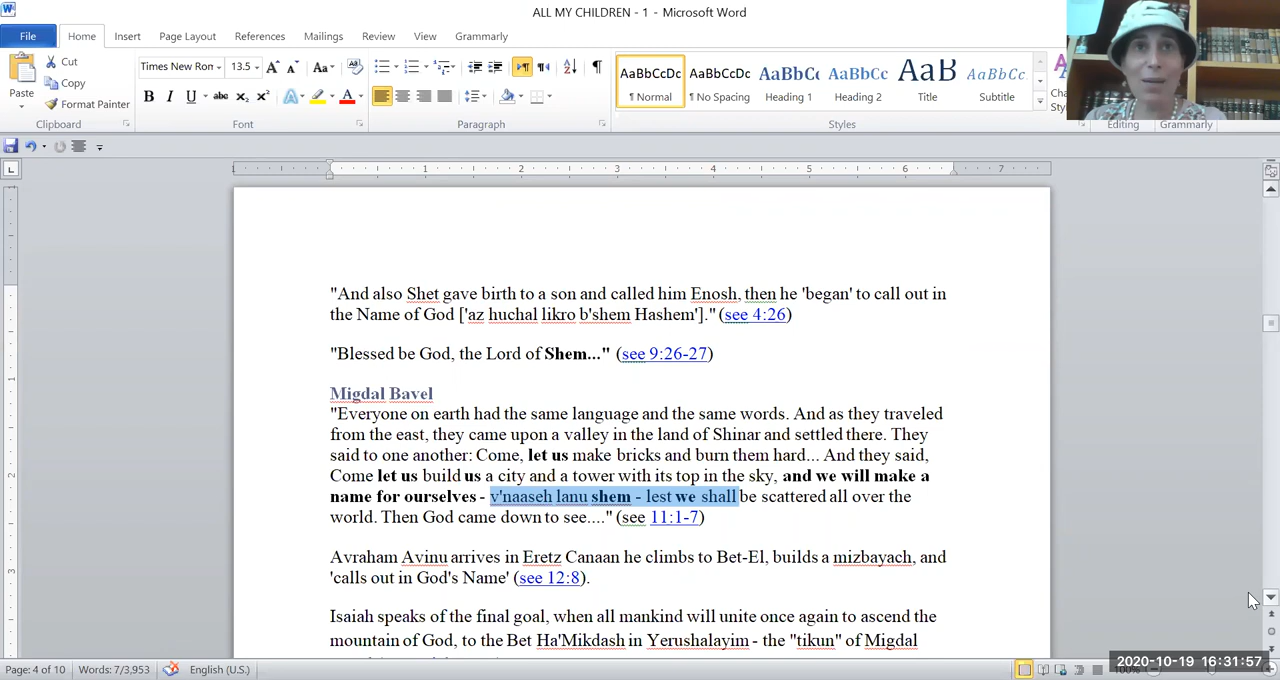 ALL MY CHILDREN - 1 - Microsoft Word
File Home Insert Page Layout References Mailings Review View Grammarly
Paste Cut Times New Ron 13.5 AaBbCcDc AaBbCcDc AaBbC AaBbCc AaB AaBbCc
Copy
Format Painter B I U abc ¶ Normal ¶ No Spacing Heading 1 Heading 2 Title Subtitle
Clipboard Font Paragraph Styles Editing Grammarly
1 1 2 3 4 5 6 7
"And also Shet gave birth to a son and called him Enosh, then he 'began' to call out in
the Name of God ['az huchal likro b'shem Hashem']." (see 4:26)
"Blessed be God, the Lord of Shem..." (see 9:26-27)
Migdal Bavel
"Everyone on earth had the same language and the same words. And as they traveled
from the east, they came upon a valley in the land of Shinar and settled there. They
said to one another: Come, let us make bricks and burn them hard... And they said,
Come let us build us a city and a tower with its top in the sky, and we will make a
name for ourselves - v'naaseh lanu shem - lest we shall be scattered all over the
world. Then God came down to see...." (see 11:1-7)
Avraham Avinu arrives in Eretz Canaan he climbs to Bet-El, builds a mizbayach, and
'calls out in God's Name' (see 12:8).
Isaiah speaks of the final goal, when all mankind will unite once again to ascend the
mountain of God, to the Bet Ha'Mikdash in Yerushalayim - the "tikun" of Migdal
Page: 4 of 10 Words: 7/3,953 English (U.S.) 2020-10-19 16:31:57